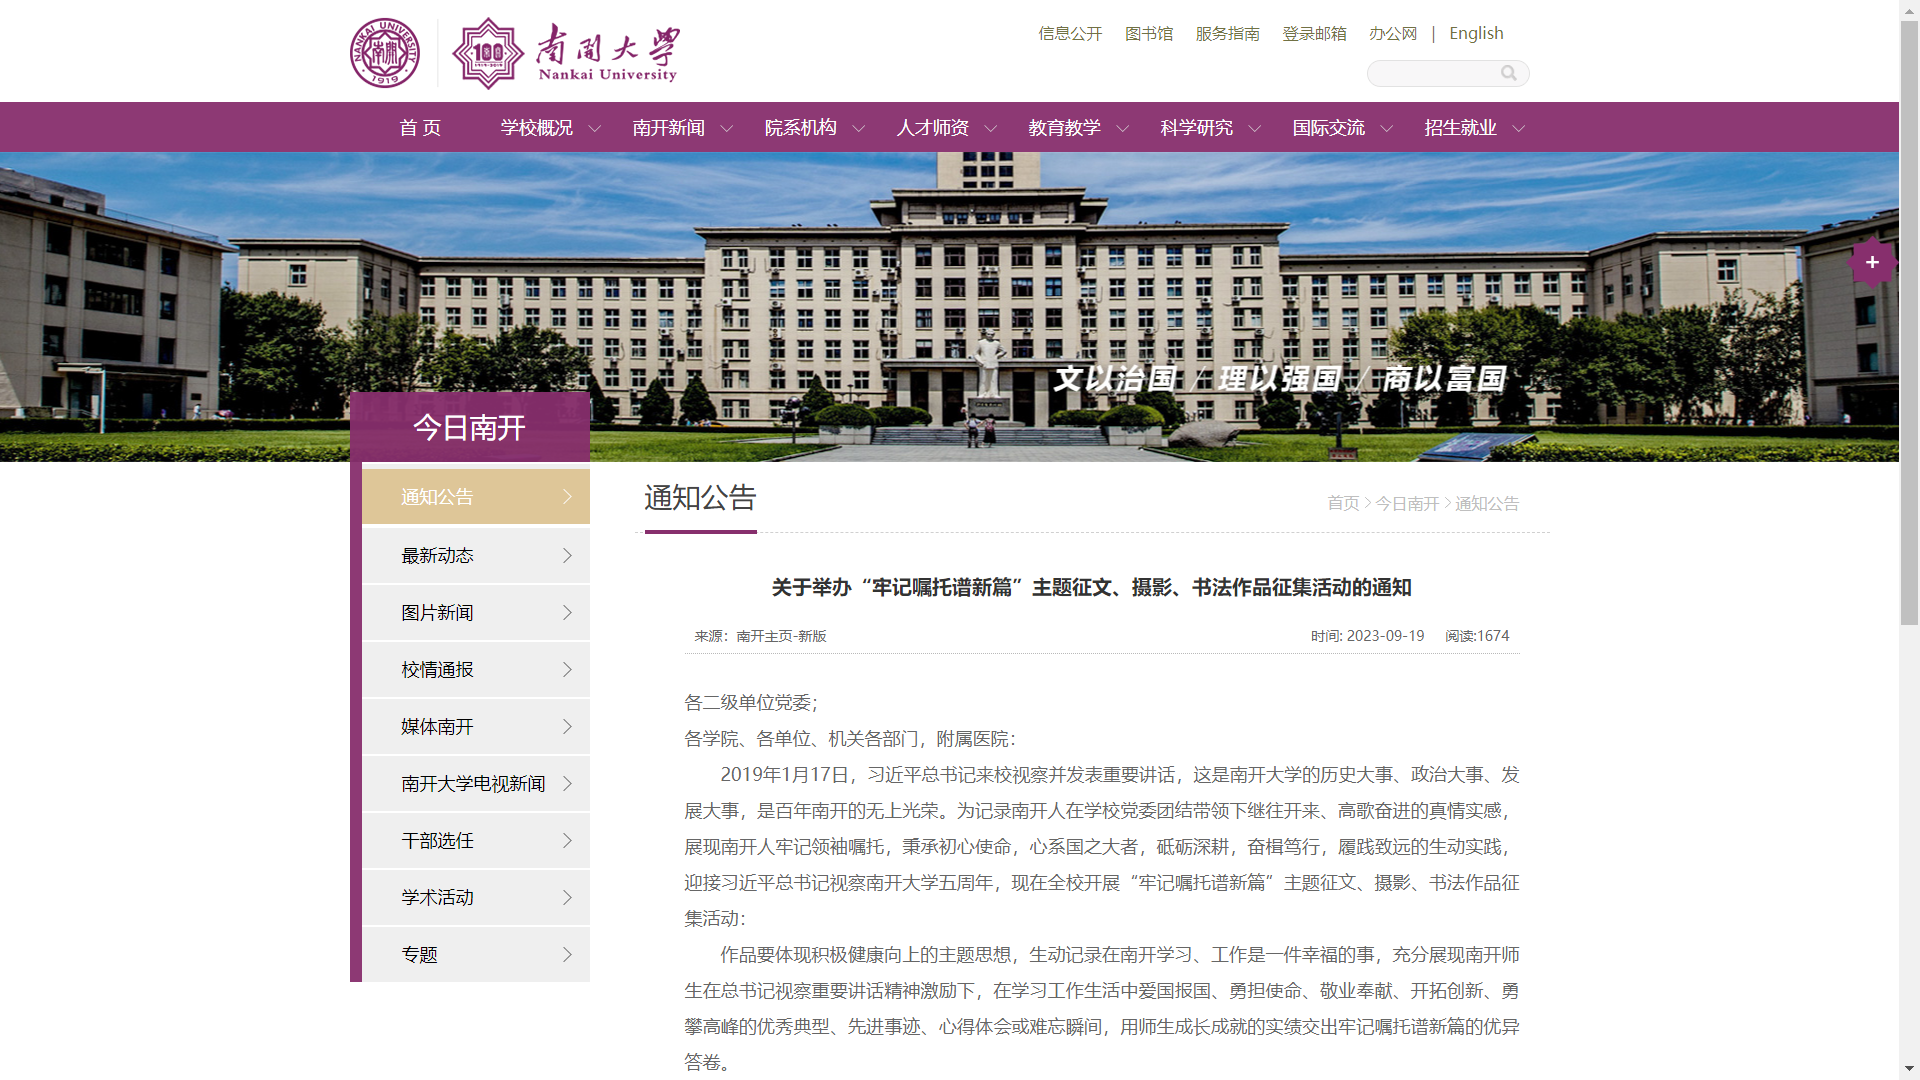 NANKAI UNIVERSITY
1919
100
南开大学
Nankai University
信息公开 图书馆 服务指南 登录邮箱 办公网 | English
首 页 学校概况 南开新闻 院系机构 人才师资 教育教学 科学研究 国际交流 招生就业
+
文以治国 / 理以强国 / 商以富国
今日南开
通知公告
最新动态
图片新闻
校情通报
媒体南开
南开大学电视新闻
干部选任
学术活动
专题
通知公告
首页 > 今日南开 > 通知公告
关于举办“牢记嘱托谱新篇”主题征文、摄影、书法作品征集活动的通知
来源：南开主页-新版 时间: 2023-09-19 阅读:1674
各二级单位党委；
各学院、各单位、机关各部门，附属医院：
2019年1月17日，习近平总书记来校视察并发表重要讲话，这是南开大学的历史大事、政治大事、发
展大事，是百年南开的无上光荣。为记录南开人在学校党委团结带领下继往开来、高歌奋进的真情实感，
展现南开人牢记领袖嘱托，秉承初心使命，心系国之大者，砥砺深耕，奋楫笃行，履践致远的生动实践，
迎接习近平总书记视察南开大学五周年，现在全校开展“牢记嘱托谱新篇”主题征文、摄影、书法作品征
集活动：
作品要体现积极健康向上的主题思想，生动记录在南开学习、工作是一件幸福的事，充分展现南开师
生在总书记视察重要讲话精神激励下，在学习工作生活中爱国报国、勇担使命、敬业奉献、开拓创新、勇
攀高峰的优秀典型、先进事迹、心得体会或难忘瞬间，用师生成长成就的实绩交出牢记嘱托谱新篇的优异
答卷。